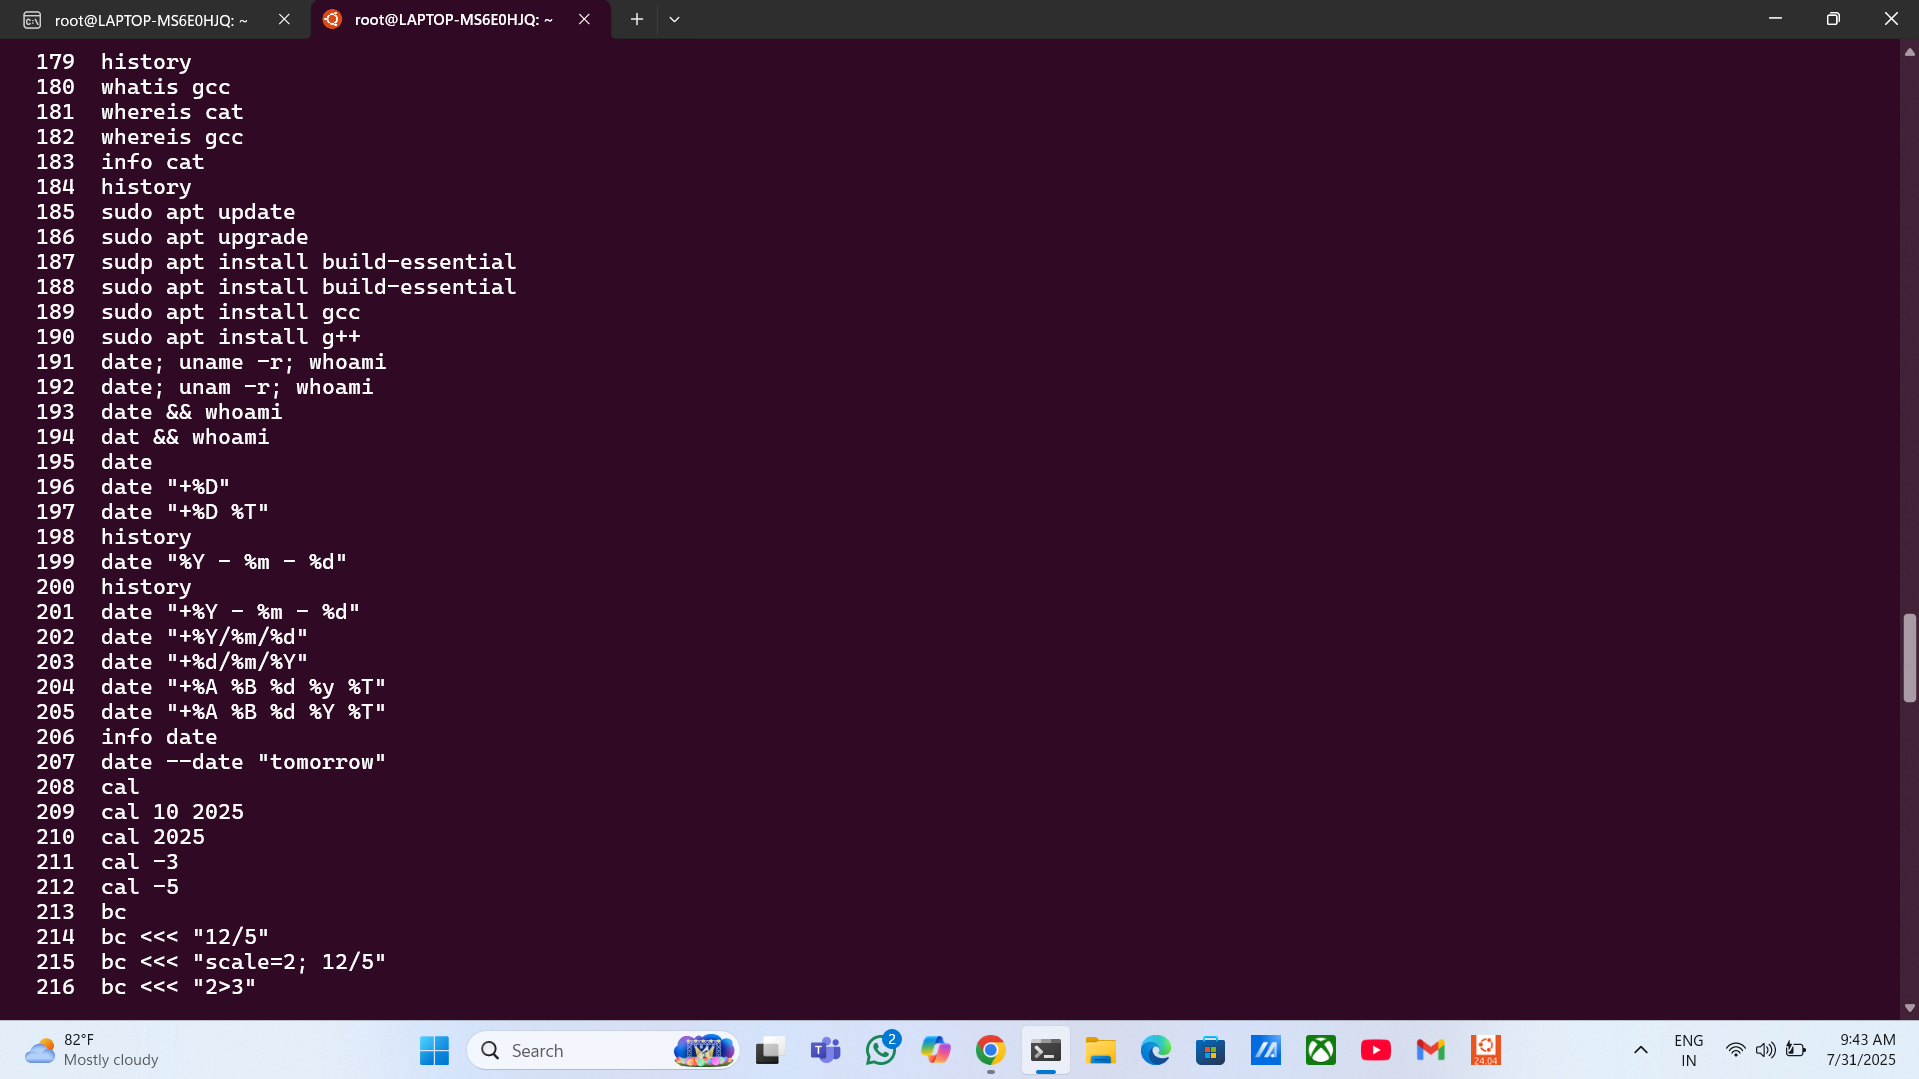 root@LAPTOP-MS6E0HJQ: ~
root@LAPTOP-MS6E0HJQ: ~
179 history
180 whatis gcc
181 whereis cat
182 whereis gcc
183 info cat
184 history
185 sudo apt update
186 sudo apt upgrade
187 sudp apt install build-essential
188 sudo apt install build-essential
189 sudo apt install gcc
190 sudo apt install g++
191 date; uname -r; whoami
192 date; unam -r; whoami
193 date && whoami
194 dat && whoami
195 date
196 date "+%D"
197 date "+%D %T"
198 history
199 date "%Y - %m - %d"
200 history
201 date "+%Y - %m - %d"
202 date "+%Y/%m/%d"
203 date "+%d/%m/%Y"
204 date "+%A %B %d %y %T"
205 date "+%A %B %d %Y %T"
206 info date
207 date --date "tomorrow"
208 cal
209 cal 10 2025
210 cal 2025
211 cal -3
212 cal -5
213 bc
214 bc <<< "12/5"
215 bc <<< "scale=2; 12/5"
216 bc <<< "2>3"
82°F
Mostly cloudy
Search
2
24.04
ENG
IN
9:43 AM
7/31/2025